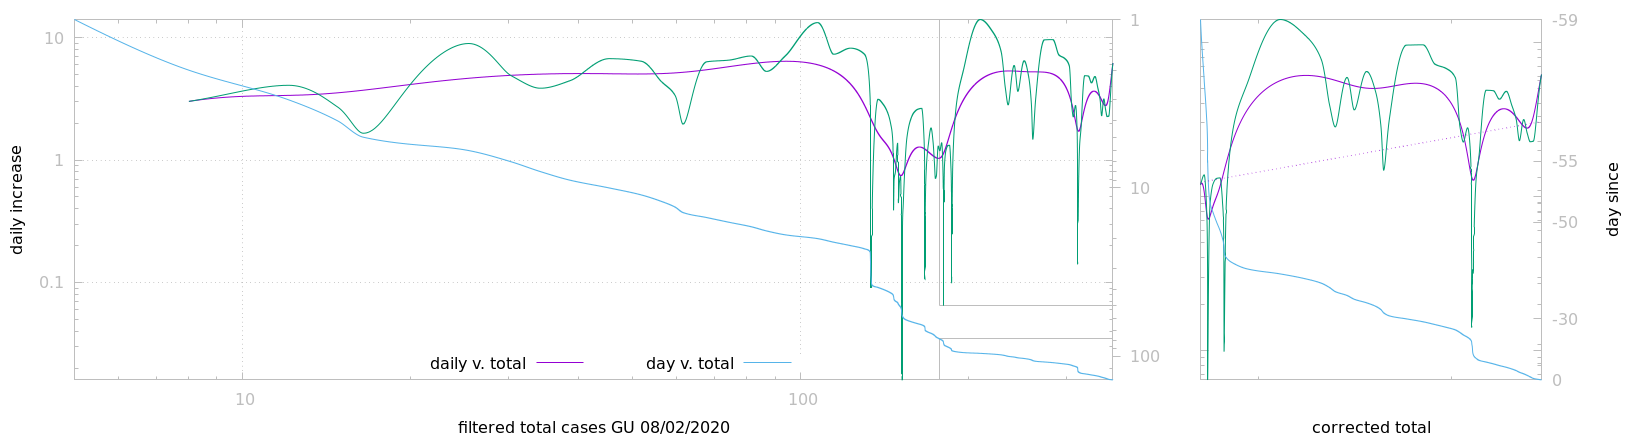 10
1
0.1
daily increase
10
100
filtered total cases GU 08/02/2020
daily v. total
day v. total
1
10
100
-59
-55
-50
-30
0
day since
corrected total